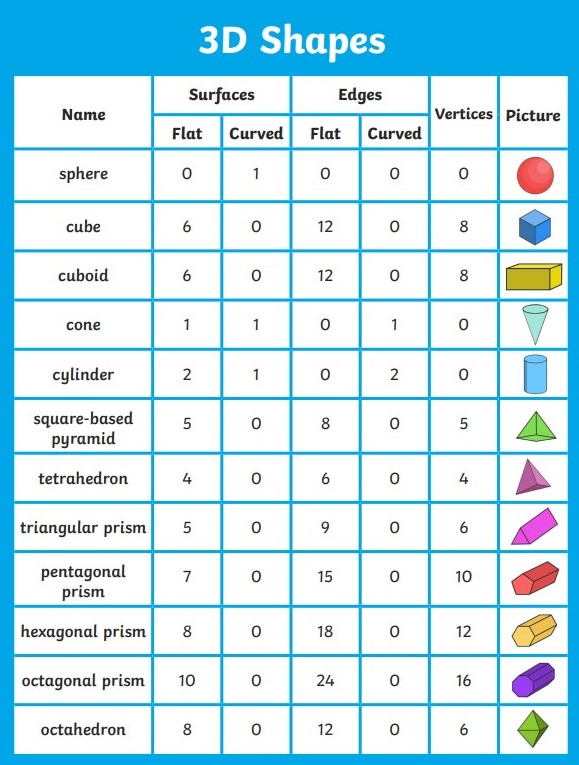 3D Shapes
Name Surfaces Edges Vertices Picture
Flat Curved Flat Curved
sphere 0 1 0 0 0
cube 6 0 12 0 8
cuboid 6 0 12 0 8
cone 1 1 0 1 0
cylinder 2 1 0 2 0
square-based
pyramid 5 0 8 0 5
tetrahedron 4 0 6 0 4
triangular prism 5 0 9 0 6
pentagonal
prism 7 0 15 0 10
hexagonal prism 8 0 18 0 12
octagonal prism 10 0 24 0 16
octahedron 8 0 12 0 6